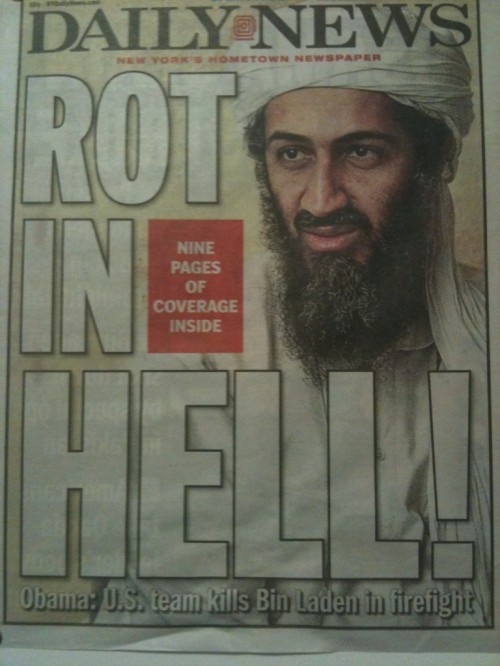 DAILY NEWS
NEW YORK'S HOMETOWN NEWSPAPER
ROT
IN
NINE
PAGES
OF
COVERAGE
INSIDE
HELL!
Obama: U.S. team kills Bin Laden in firefight